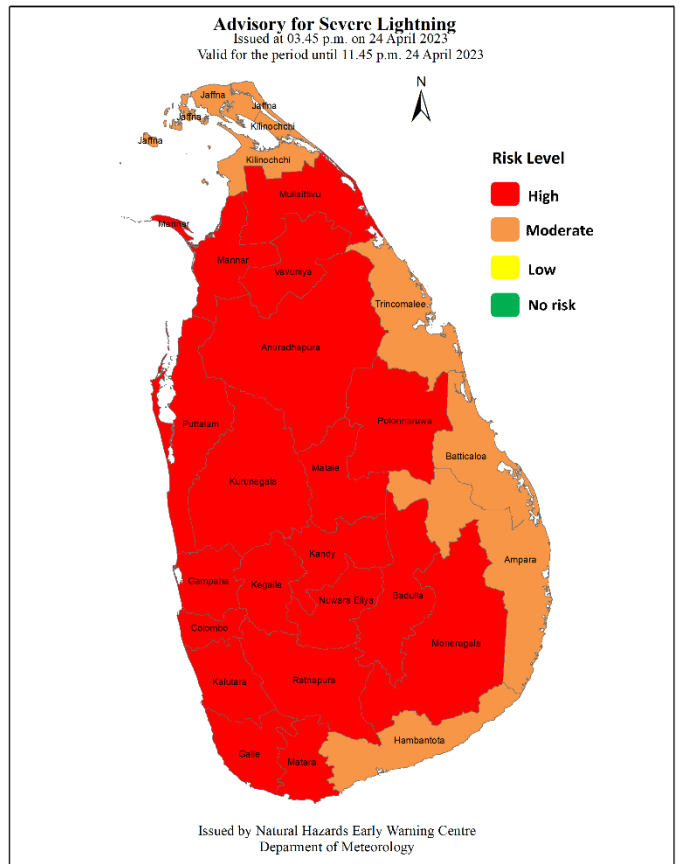 Advisory for Severe Lightning
Issued at 03.45 p.m. on 24 April 2023
Valid for the period until 11.45 p.m. 24 April 2023
N
Jaffna
Jaffna
Jaffna
Kilinochchi
Jaffna
Kilinochchi
Risk Level
High
Moderate
Low
No risk
Mullaittivu
Mannar
Mannar
Vavuniya
Trincomalee
Anuradhapura
Puttalam
Polonnaruwa
Batticaloa
Matale
Kurunegala
Kandy
Ampara
Gampaha
Kegalle
Nuwara Eliya
Badulla
Colombo
Moneragala
Kalutara
Ratnapura
Hambantota
Galle
Matara
Issued by Natural Hazards Early Warning Centre
Deparment of Meteorology